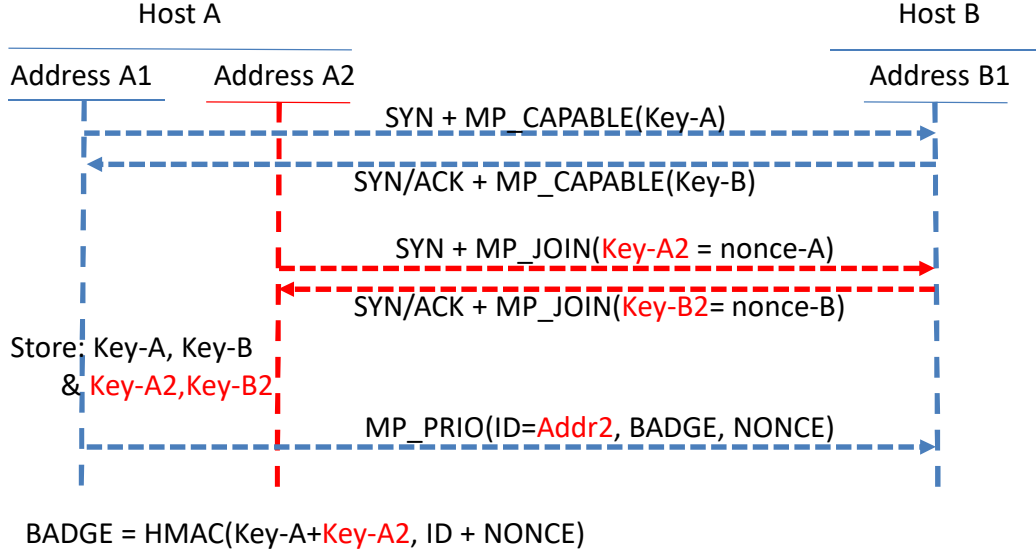 Host A
Host B
Address A1
Address A2
Address B1
SYN + MP_CAPABLE(Key-A)
SYN/ACK + MP_CAPABLE(Key-B)
SYN + MP_JOIN(Key-A2 = nonce-A)
SYN/ACK + MP_JOIN(Key-B2= nonce-B)
Store: Key-A, Key-B
& Key-A2,Key-B2
MP_PRIO(ID=Addr2, BADGE, NONCE)
BADGE = HMAC(Key-A+Key-A2, ID + NONCE)